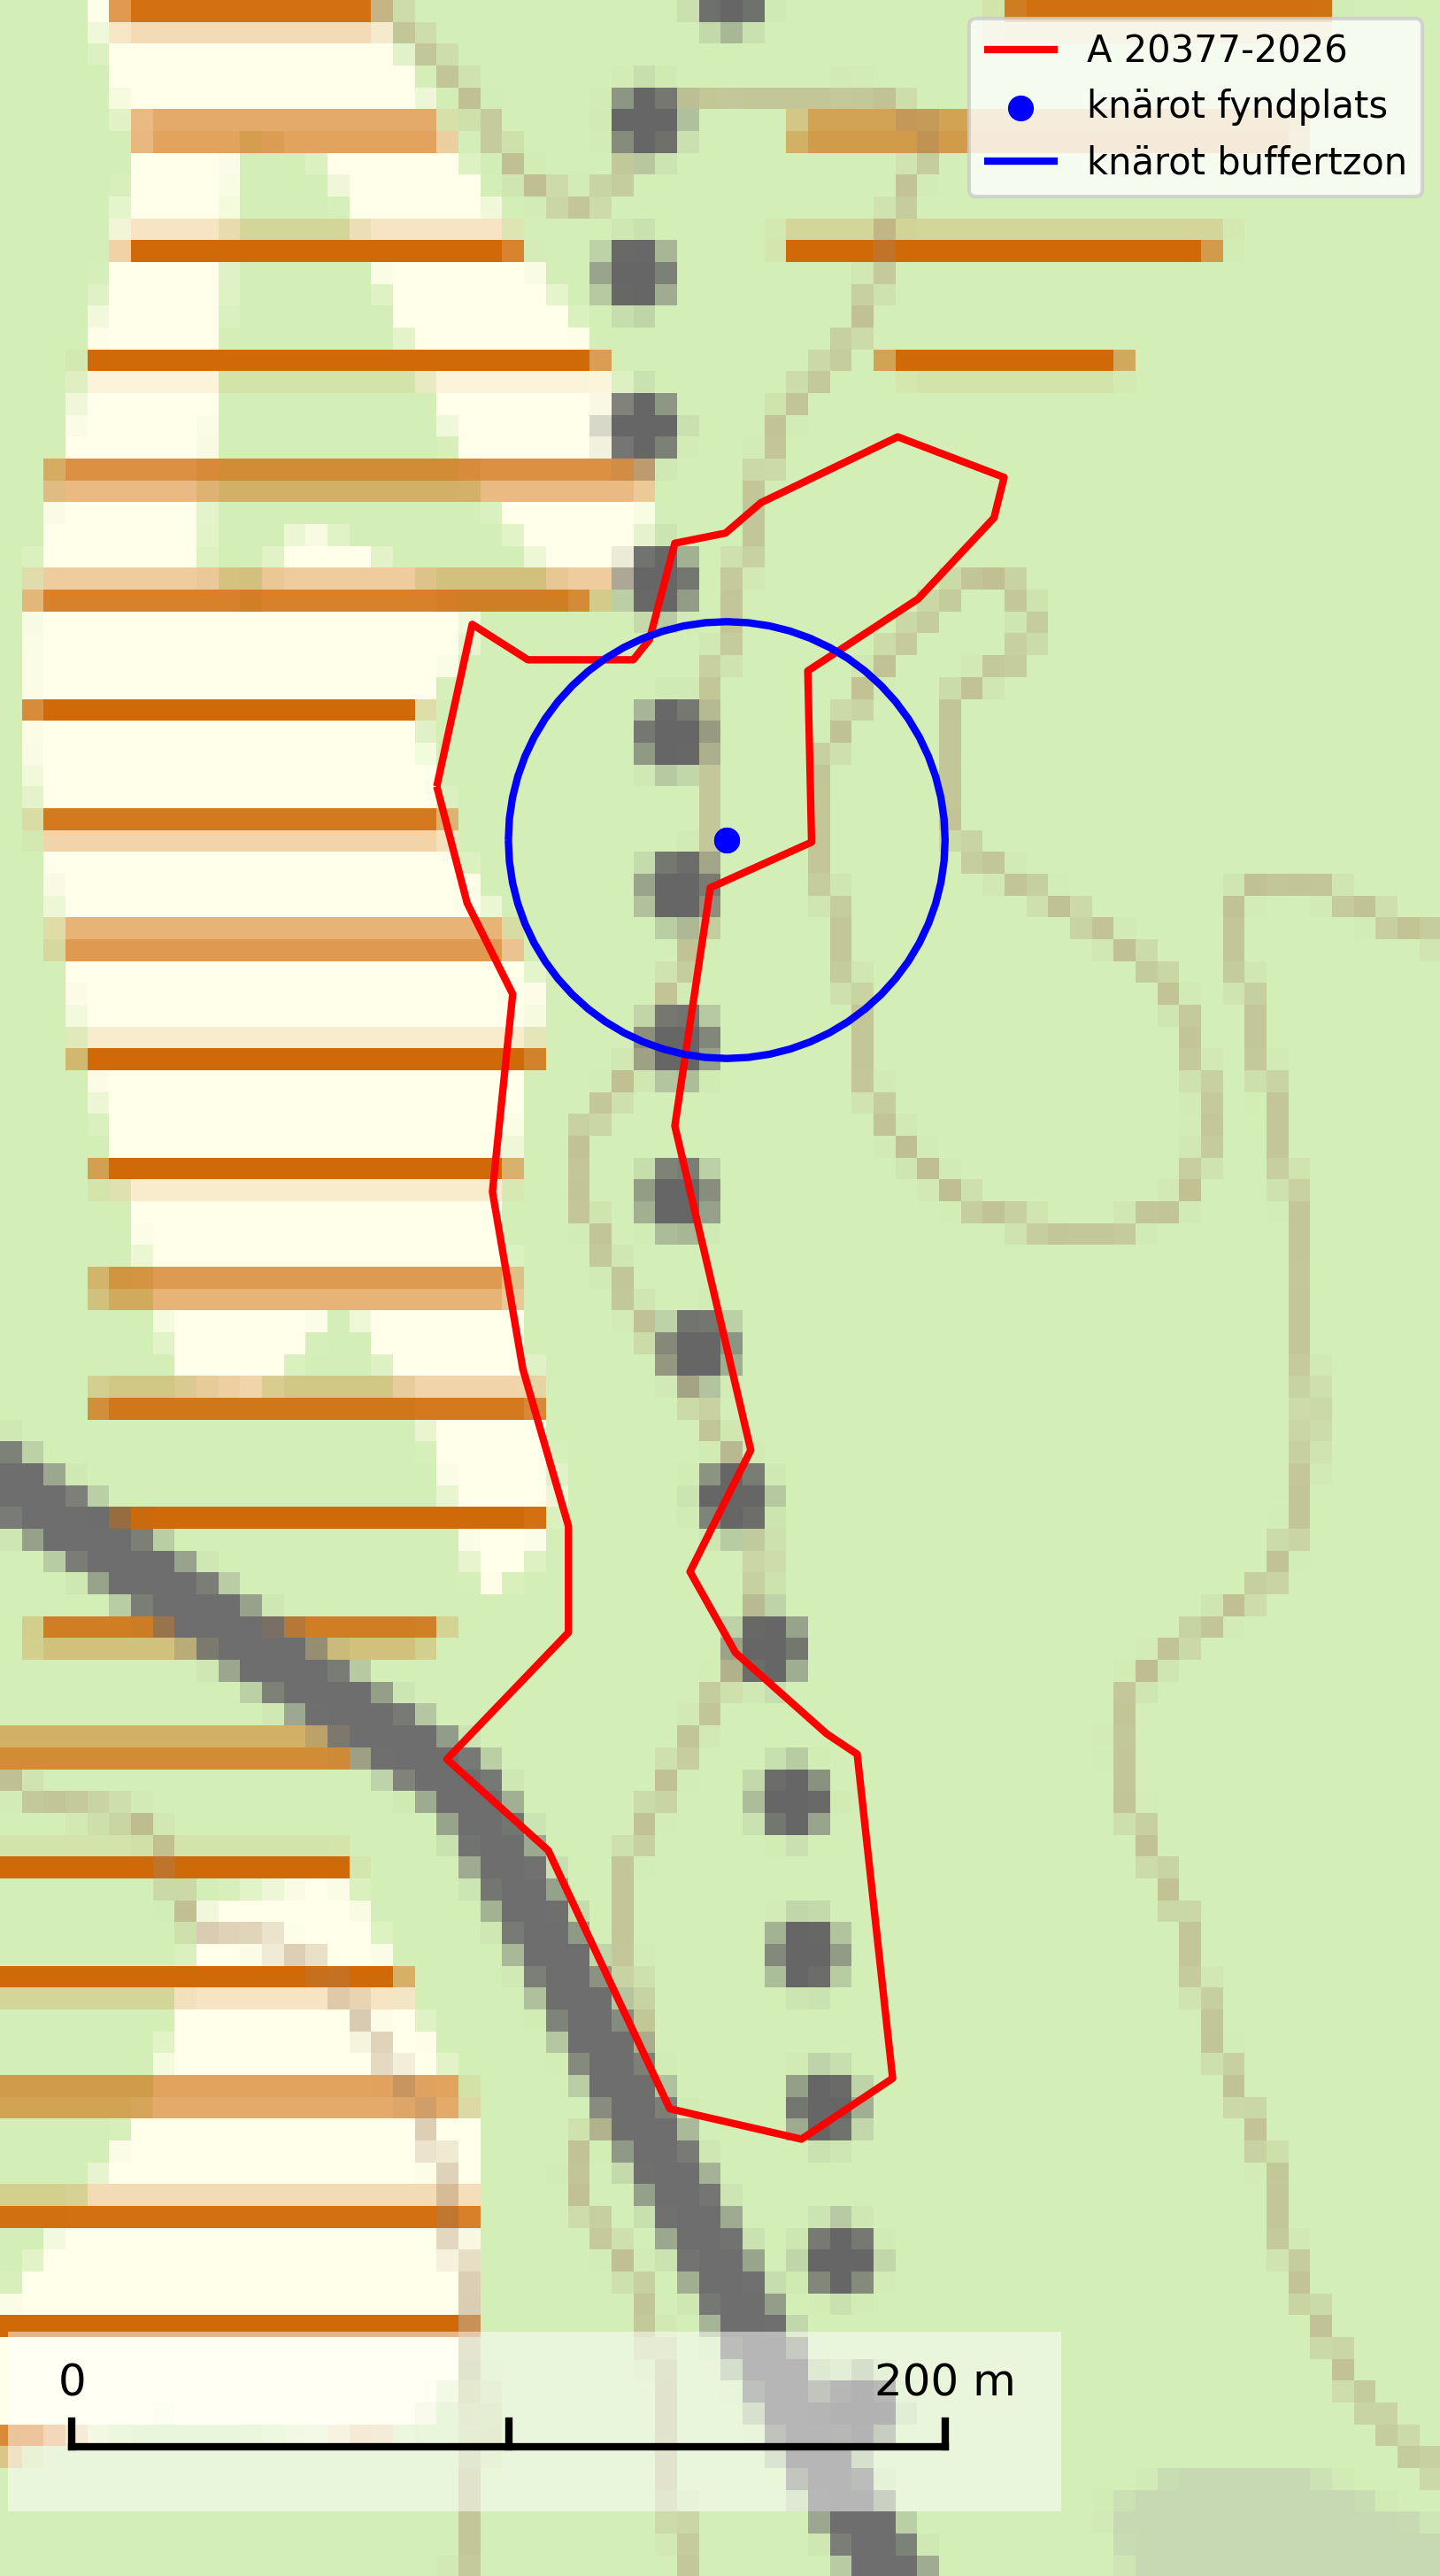 A 20377-2026
knärot fyndplats
knärot buffertzon
0 200 m